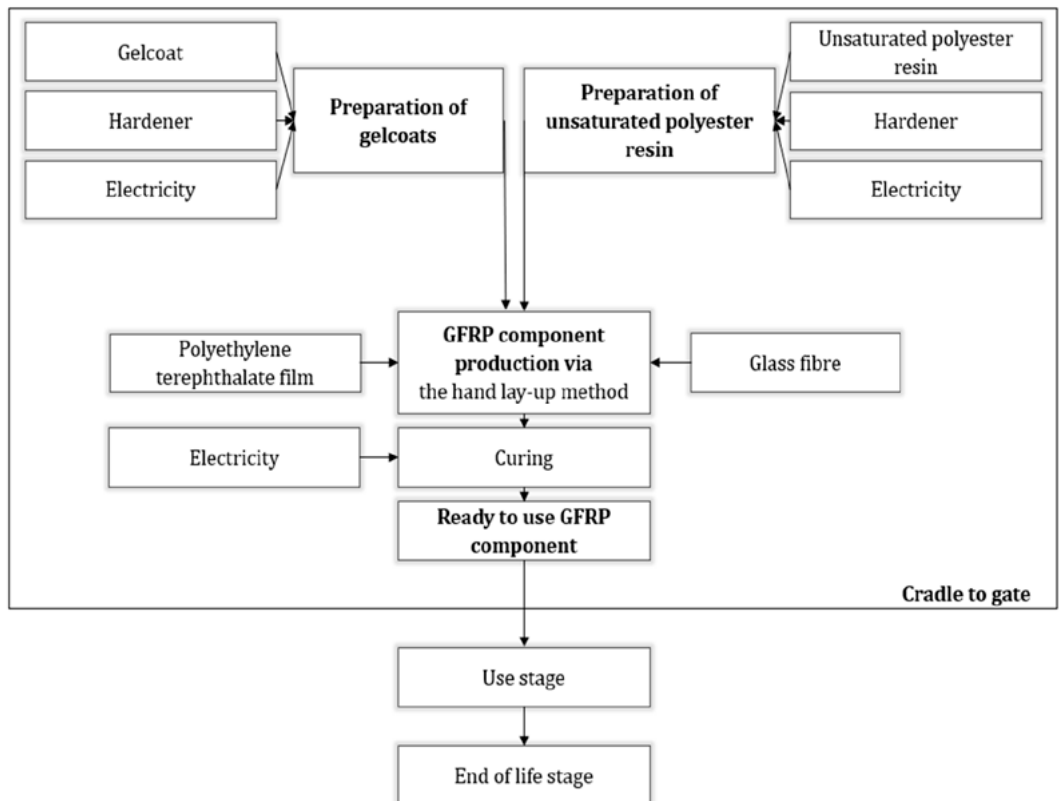 Gelcoat
Hardener
Electricity
Preparation of
gelcoats
Preparation of
unsaturated polyester
resin
Unsaturated polyester
resin
Hardener
Electricity
Polyethylene
terephthalate film
GFRP component
production via
the hand lay-up method
Glass fibre
Electricity
Curing
Ready to use GFRP
component
Cradle to gate
Use stage
End of life stage